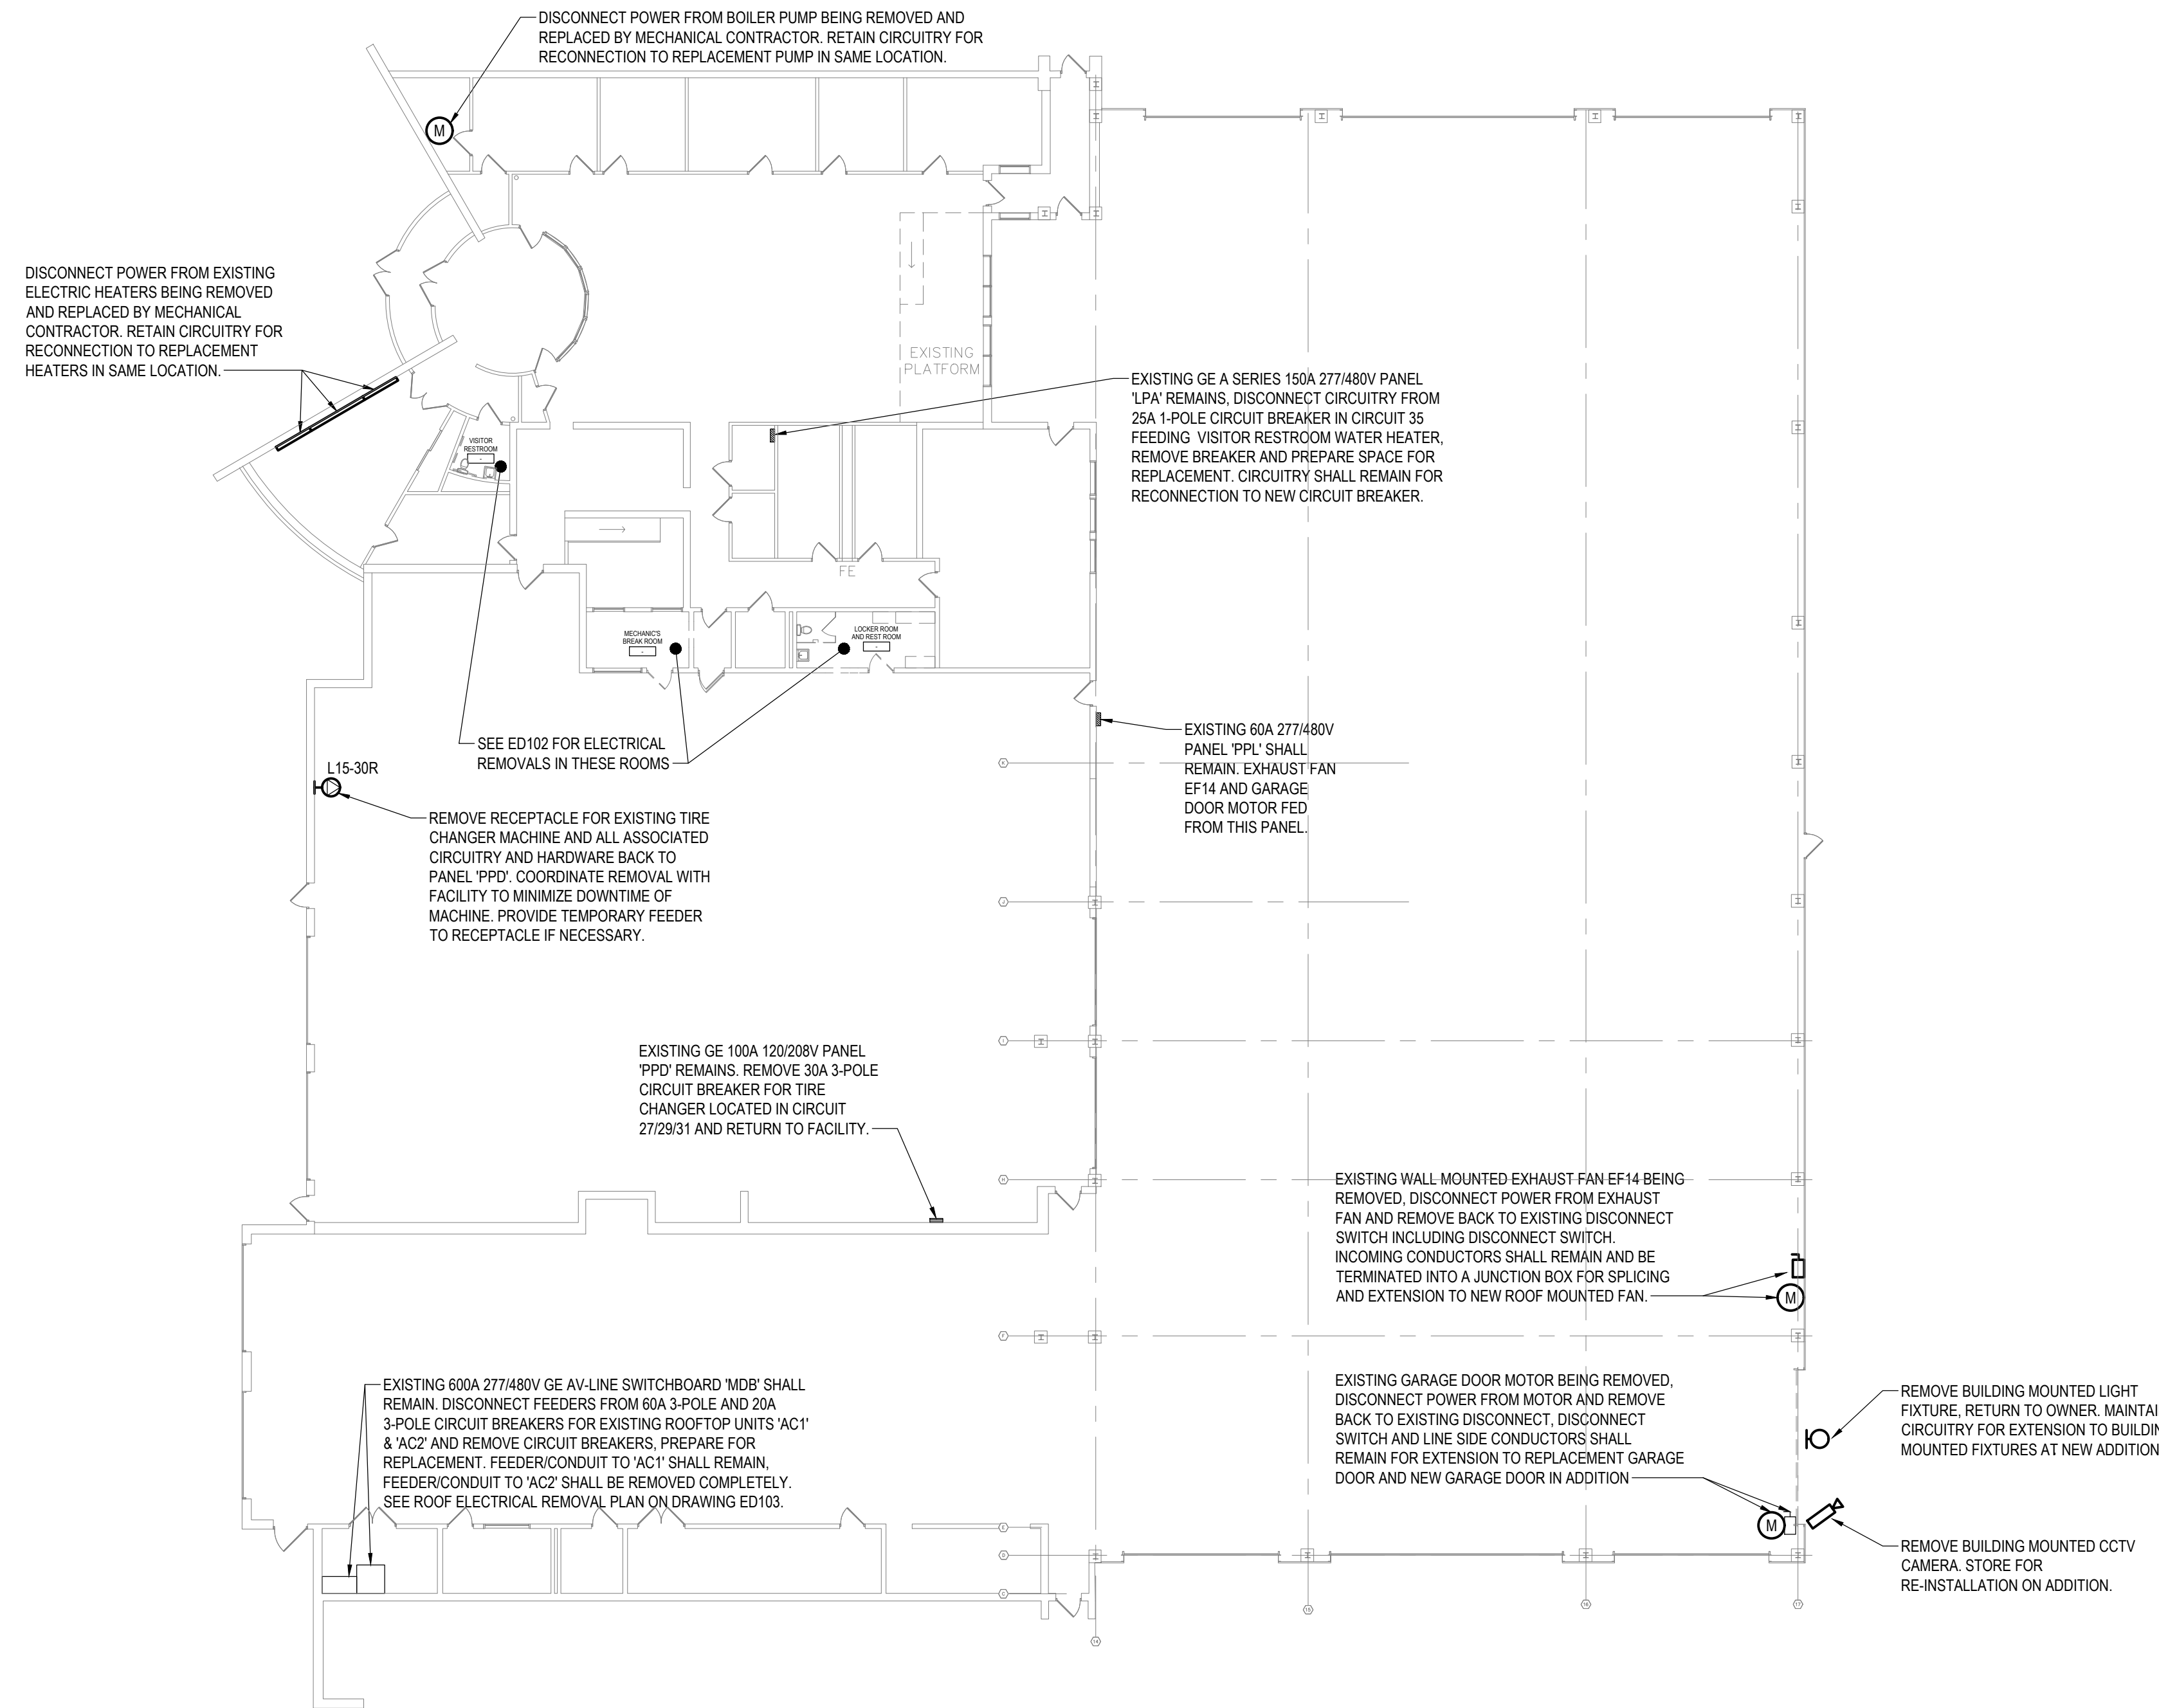 DISCONNECT POWER FROM BOILER PUMP BEING REMOVED AND
REPLACED BY MECHANICAL CONTRACTOR. RETAIN CIRCUITRY FOR
RECONNECTION TO REPLACEMENT PUMP IN SAME LOCATION.
M
DISCONNECT POWER FROM EXISTING
ELECTRIC HEATERS BEING REMOVED
AND REPLACED BY MECHANICAL
CONTRACTOR. RETAIN CIRCUITRY FOR
RECONNECTION TO REPLACEMENT
HEATERS IN SAME LOCATION.
EXISTING
PLATFORM
EXISTING GE A SERIES 150A 277/480V PANEL
'LPA' REMAINS, DISCONNECT CIRCUITRY FROM
25A 1-POLE CIRCUIT BREAKER IN CIRCUIT 35
FEEDING VISITOR RESTROOM WATER HEATER,
REMOVE BREAKER AND PREPARE SPACE FOR
REPLACEMENT. CIRCUITRY SHALL REMAIN FOR
RECONNECTION TO NEW CIRCUIT BREAKER.
VISITOR
RESTROOM
FE
MECHANIC'S
BREAK ROOM
LOCKER ROOM
AND REST ROOM
SEE ED102 FOR ELECTRICAL
REMOVALS IN THESE ROOMS
EXISTING 60A 277/480V
PANEL 'PPL' SHALL
REMAIN. EXHAUST FAN
EF14 AND GARAGE
DOOR MOTOR FED
FROM THIS PANEL.
K
L15-30R
REMOVE RECEPTACLE FOR EXISTING TIRE
CHANGER MACHINE AND ALL ASSOCIATED
CIRCUITRY AND HARDWARE BACK TO
PANEL 'PPD'. COORDINATE REMOVAL WITH
FACILITY TO MINIMIZE DOWNTIME OF
MACHINE. PROVIDE TEMPORARY FEEDER
TO RECEPTACLE IF NECESSARY.
J
I
EXISTING GE 100A 120/208V PANEL
'PPD' REMAINS. REMOVE 30A 3-POLE
CIRCUIT BREAKER FOR TIRE
CHANGER LOCATED IN CIRCUIT
27/29/31 AND RETURN TO FACILITY.
H
EXISTING WALL MOUNTED EXHAUST FAN EF14 BEING
REMOVED, DISCONNECT POWER FROM EXHAUST
FAN AND REMOVE BACK TO EXISTING DISCONNECT
SWITCH INCLUDING DISCONNECT SWITCH.
INCOMING CONDUCTORS SHALL REMAIN AND BE
TERMINATED INTO A JUNCTION BOX FOR SPLICING
AND EXTENSION TO NEW ROOF MOUNTED FAN.
M
F
EXISTING 600A 277/480V GE AV-LINE SWITCHBOARD 'MDB' SHALL
REMAIN. DISCONNECT FEEDERS FROM 60A 3-POLE AND 20A
3-POLE CIRCUIT BREAKERS FOR EXISTING ROOFTOP UNITS 'AC1'
& 'AC2' AND REMOVE CIRCUIT BREAKERS, PREPARE FOR
REPLACEMENT. FEEDER/CONDUIT TO 'AC1' SHALL REMAIN,
FEEDER/CONDUIT TO 'AC2' SHALL BE REMOVED COMPLETELY.
SEE ROOF ELECTRICAL REMOVAL PLAN ON DRAWING ED103.
EXISTING GARAGE DOOR MOTOR BEING REMOVED,
DISCONNECT POWER FROM MOTOR AND REMOVE
BACK TO EXISTING DISCONNECT, DISCONNECT
SWITCH AND LINE SIDE CONDUCTORS SHALL
REMAIN FOR EXTENSION TO REPLACEMENT GARAGE
DOOR AND NEW GARAGE DOOR IN ADDITION
REMOVE BUILDING MOUNTED LIGHT
FIXTURE, RETURN TO OWNER. MAINTAI
CIRCUITRY FOR EXTENSION TO BUILDIN
MOUNTED FIXTURES AT NEW ADDITION
M
REMOVE BUILDING MOUNTED CCTV
CAMERA. STORE FOR
RE-INSTALLATION ON ADDITION.
E
D
C
14
15
16
17